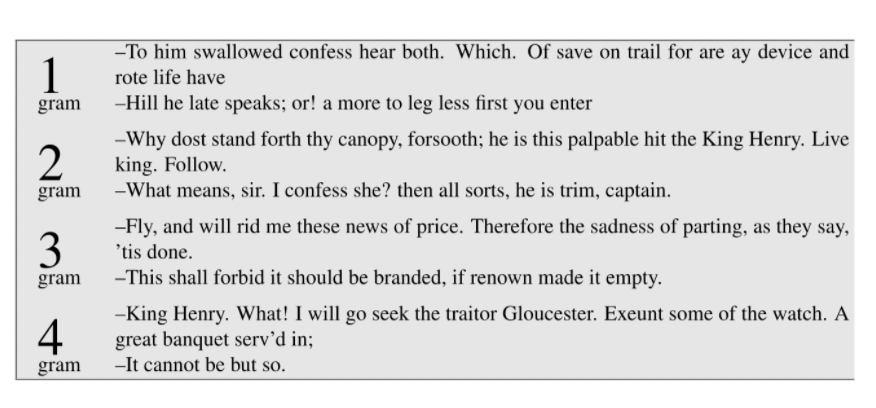 1
gram
–To him swallowed confess hear both. Which. Of save on trail for are ay device and
rote life have
–Hill he late speaks; or! a more to leg less first you enter
2
gram
–Why dost stand forth thy canopy, forsooth; he is this palpable hit the King Henry. Live
king. Follow.
–What means, sir. I confess she? then all sorts, he is trim, captain.
3
gram
–Fly, and will rid me these news of price. Therefore the sadness of parting, as they say,
’tis done.
–This shall forbid it should be branded, if renown made it empty.
4
gram
–King Henry. What! I will go seek the traitor Gloucester. Exeunt some of the watch. A
great banquet serv’d in;
–It cannot be but so.